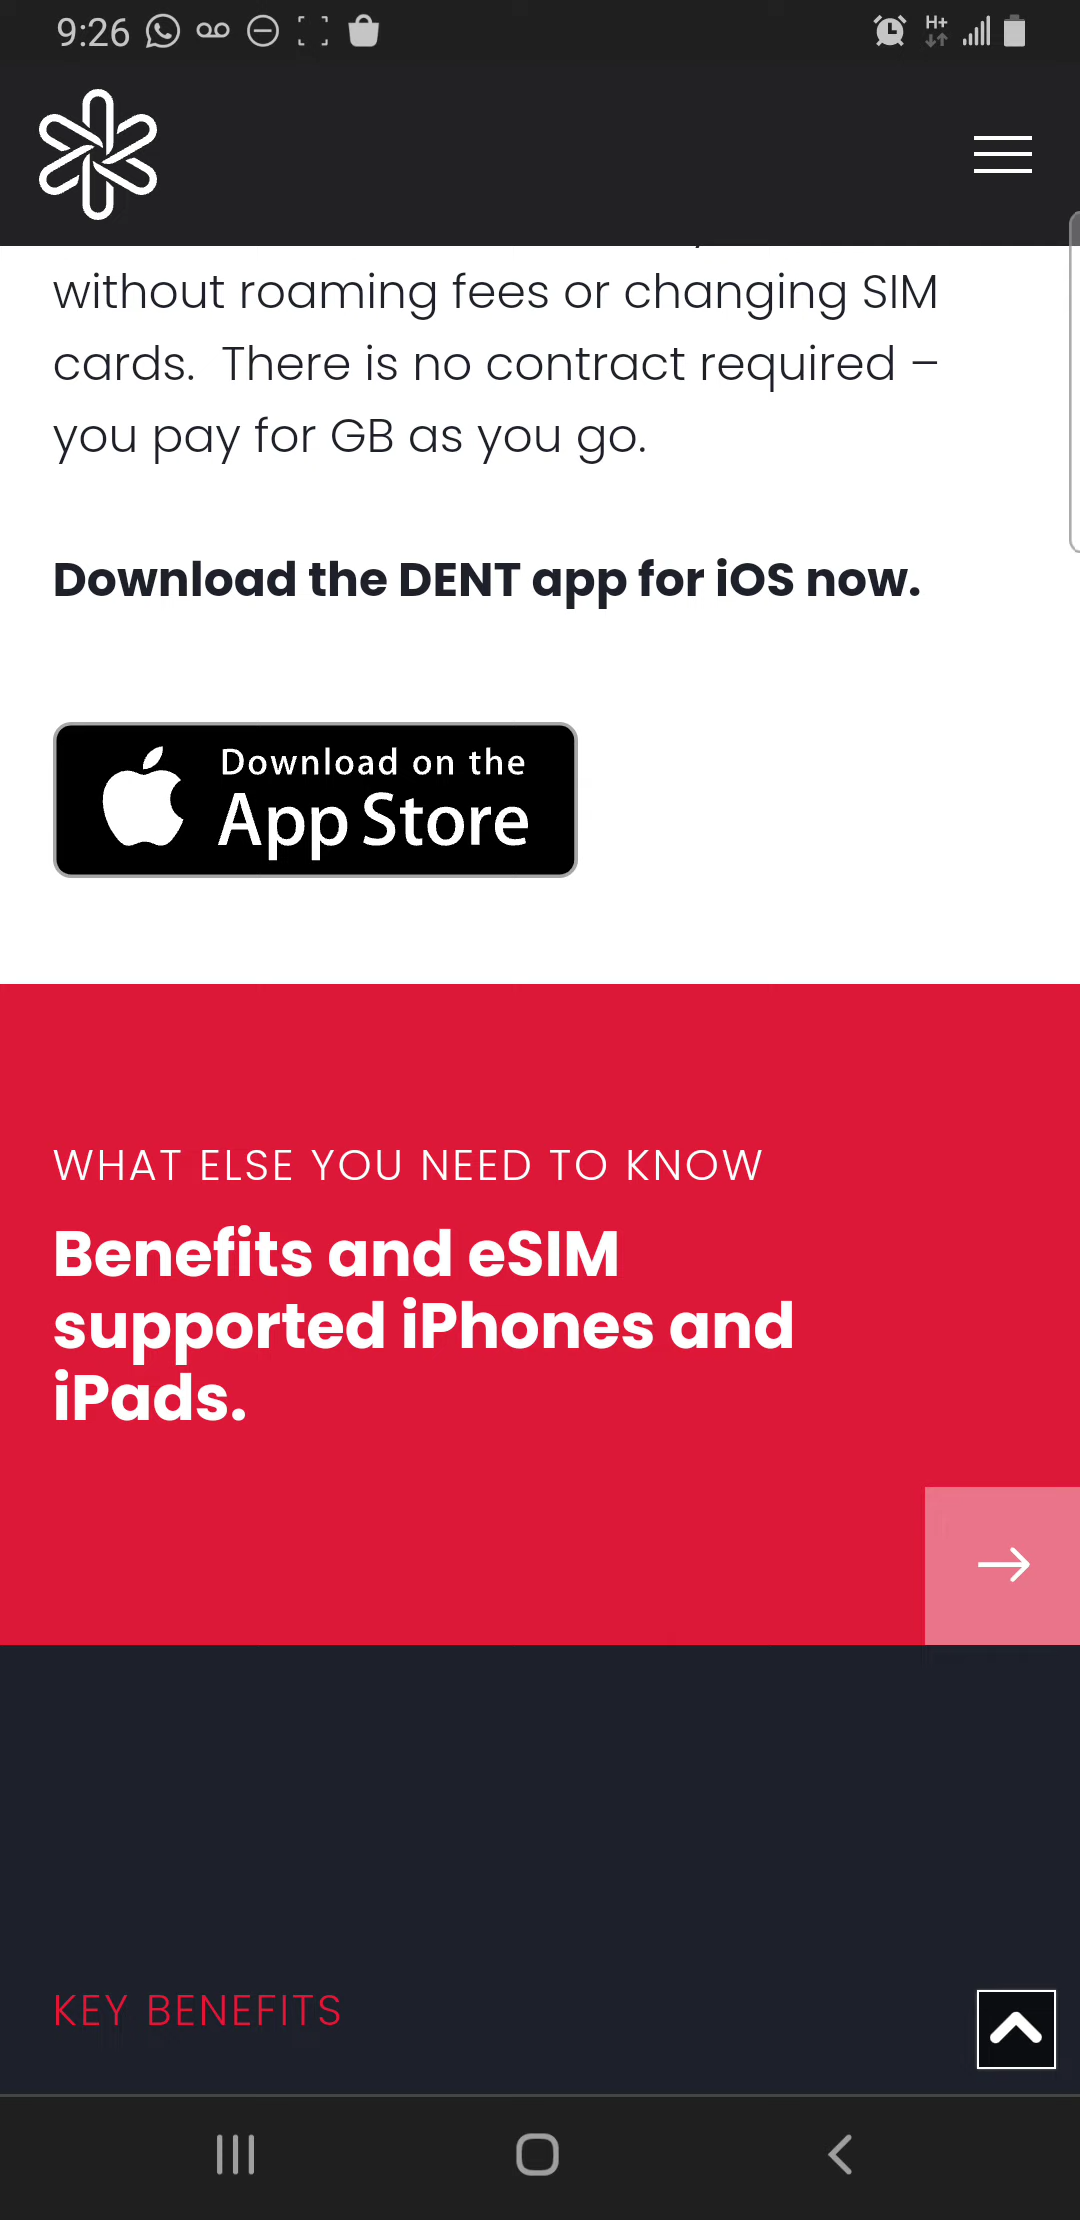 9:26
H+
without roaming fees or changing SIM
cards. There is no contract required –
you pay for GB as you go.
Download the DENT app for iOS now.
Download on the
App Store
WHAT ELSE YOU NEED TO KNOW
Benefits and eSIM
supported iPhones and
iPads.
KEY BENEFITS